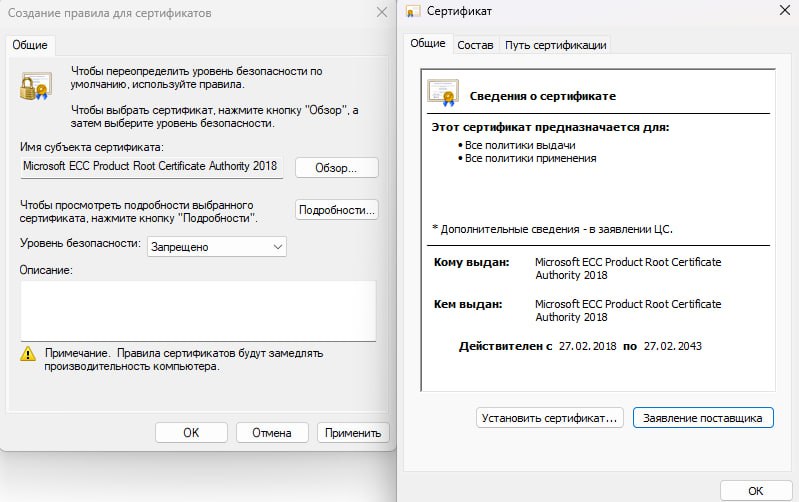 Создание правила для сертификатов
Общие
Чтобы переопределить уровень безопасности по
умолчанию, используйте правила.
Чтобы выбрать сертификат, нажмите кнопку "Обзор", а
затем выберите уровень безопасности.
Имя субъекта сертификата:
Microsoft ECC Product Root Certificate Authority 2018
Обзор...
Чтобы просмотреть подробности выбранного
сертификата, нажмите кнопку "Подробности".
Подробности...
Уровень безопасности:
Запрещено
Описание:
Примечание. Правила сертификатов будут замедлять
производительность компьютера.
OK
Отмена
Применить
Сертификат
Общие
Состав
Путь сертификации
Сведения о сертификате
Этот сертификат предназначается для:
• Все политики выдачи
• Все политики применения
* Дополнительные сведения - в заявлении ЦС.
Кому выдан:
Microsoft ECC Product Root Certificate
Authority 2018
Кем выдан:
Microsoft ECC Product Root Certificate
Authority 2018
Действителен с 27.02.2018 по 27.02.2043
Установить сертификат...
Заявление поставщика
OK